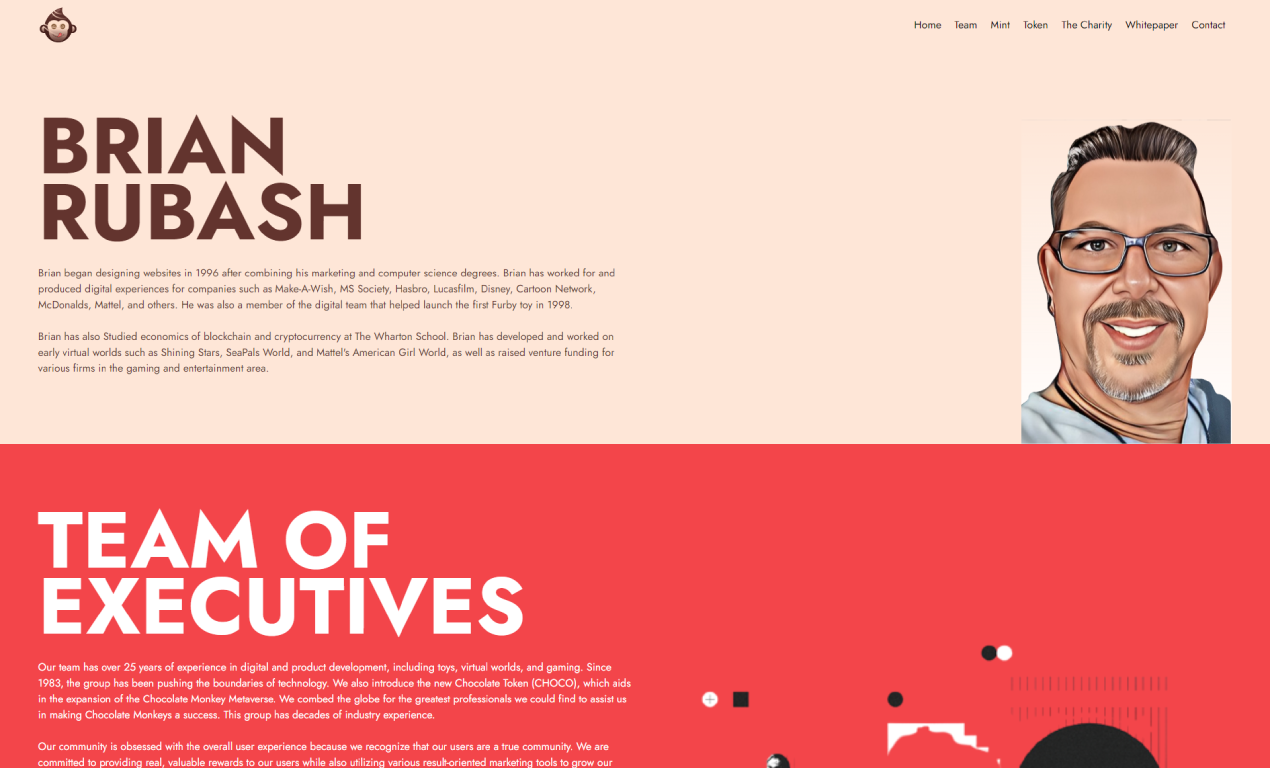 Home Team Mint Token The Charity Whitepaper Contact
BRIAN
RUBASH
Brian began designing websites in 1996 after combining his marketing and computer science degrees. Brian has worked for and
produced digital experiences for companies such as Make-A-Wish, MS Society, Hasbro, Lucasfilm, Disney, Cartoon Network,
McDonalds, Mattel, and others. He was also a member of the digital team that helped launch the first Furby toy in 1998.
Brian has also Studied economics of blockchain and cryptocurrency at The Wharton School. Brian has developed and worked on
early virtual worlds such as Shining Stars, SeaPals World, and Mattel's American Girl World, as well as raised venture funding for
various firms in the gaming and entertainment area.
TEAM OF
EXECUTIVES
Our team has over 25 years of experience in digital and product development, including toys, virtual worlds, and gaming. Since
1983, the group has been pushing the boundaries of technology. We also introduce the new Chocolate Token (CHOCO), which aids
in the expansion of the Chocolate Monkey Metaverse. We combed the globe for the greatest professionals we could find to assist us
in making Chocolate Monkeys a success. This group has decades of industry experience.
Our community is obsessed with the overall user experience because we recognize that our users are a true community. We are
committed to providing real, valuable rewards to our users while also utilizing various result-oriented marketing tools to grow our